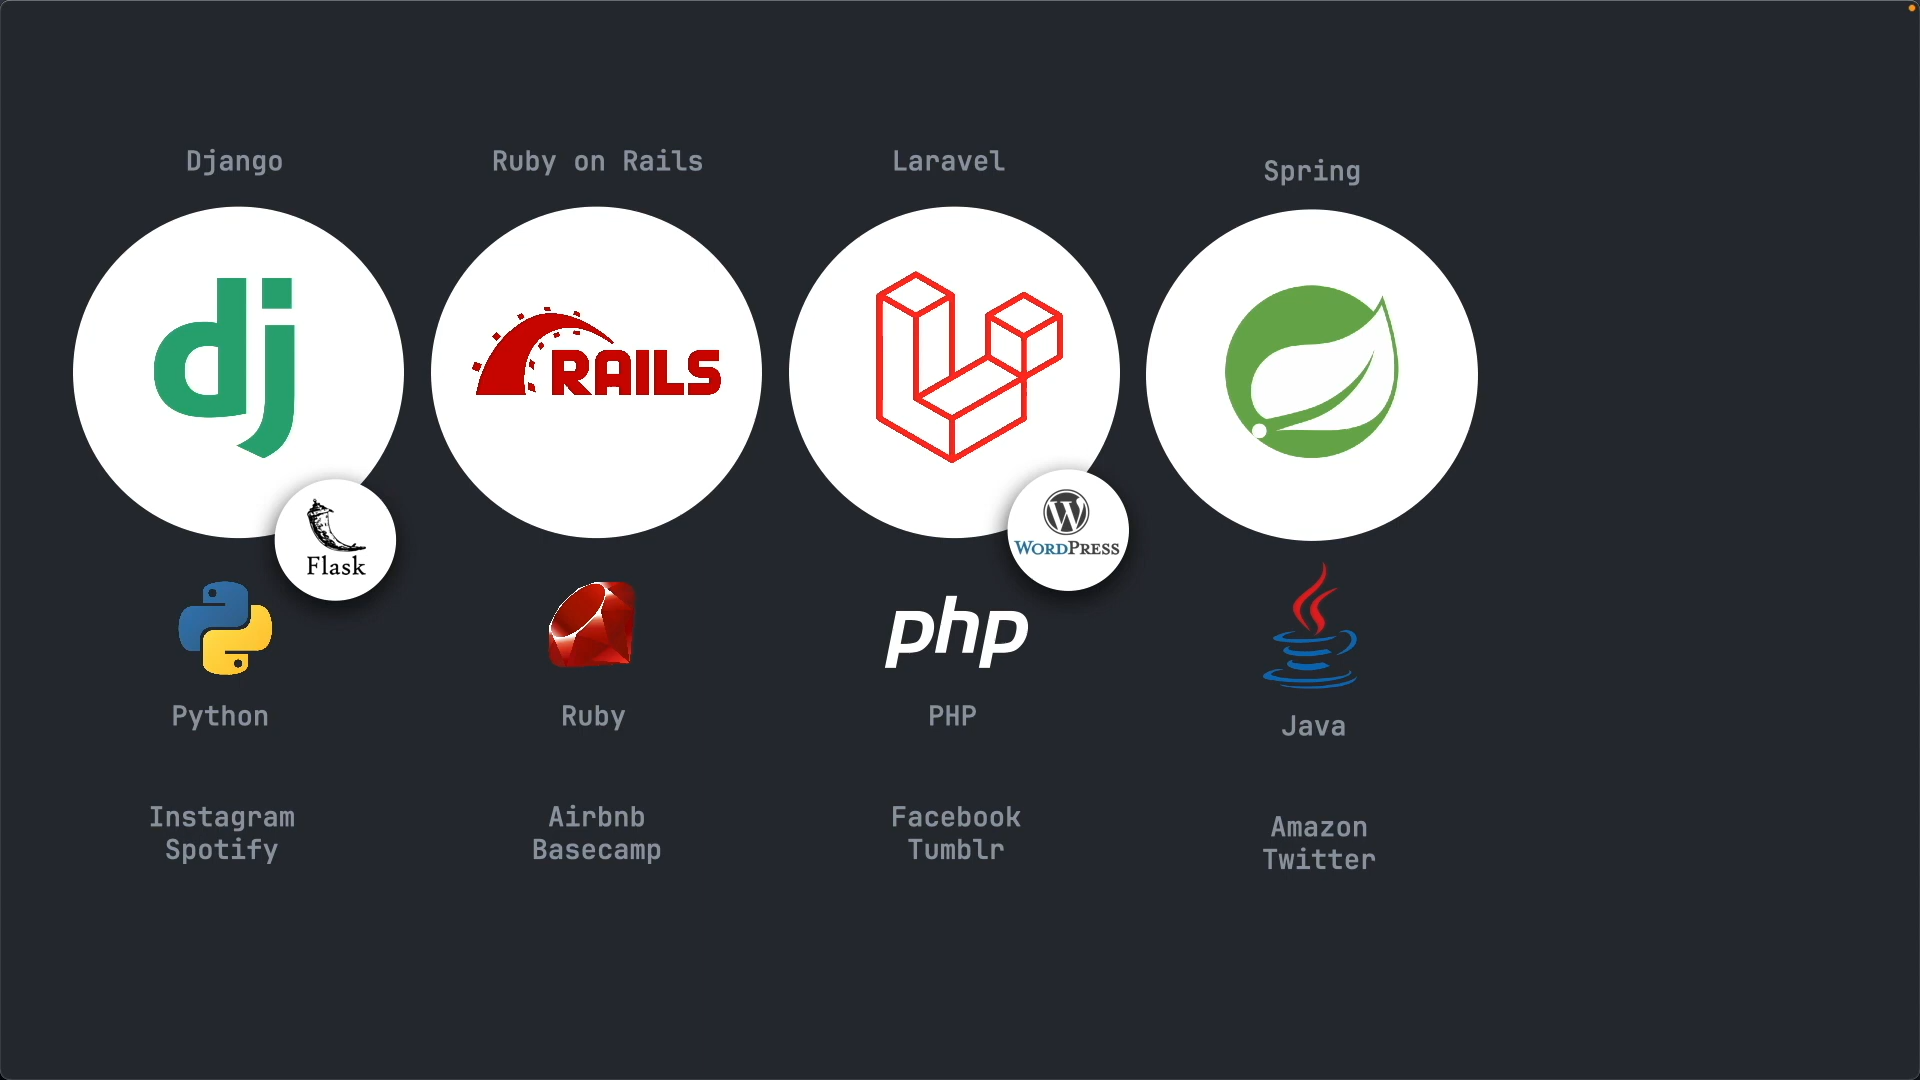 Django
Ruby on Rails
Laravel
Spring
dj
RAILS
Flask
W
WORDPRESS
php
Python
Ruby
PHP
Java
Instagram
Spotify
Airbnb
Basecamp
Facebook
Tumblr
Amazon
Twitter